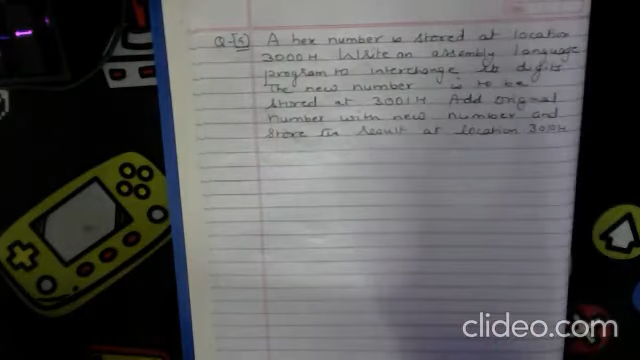 Q-[5] A hex number is stored at location
3000H Write an assembly language
program to interchange its digits
The new number is to be
stored at 3001H Add original
number with new number and
store in result at location 3010H
clideo.com